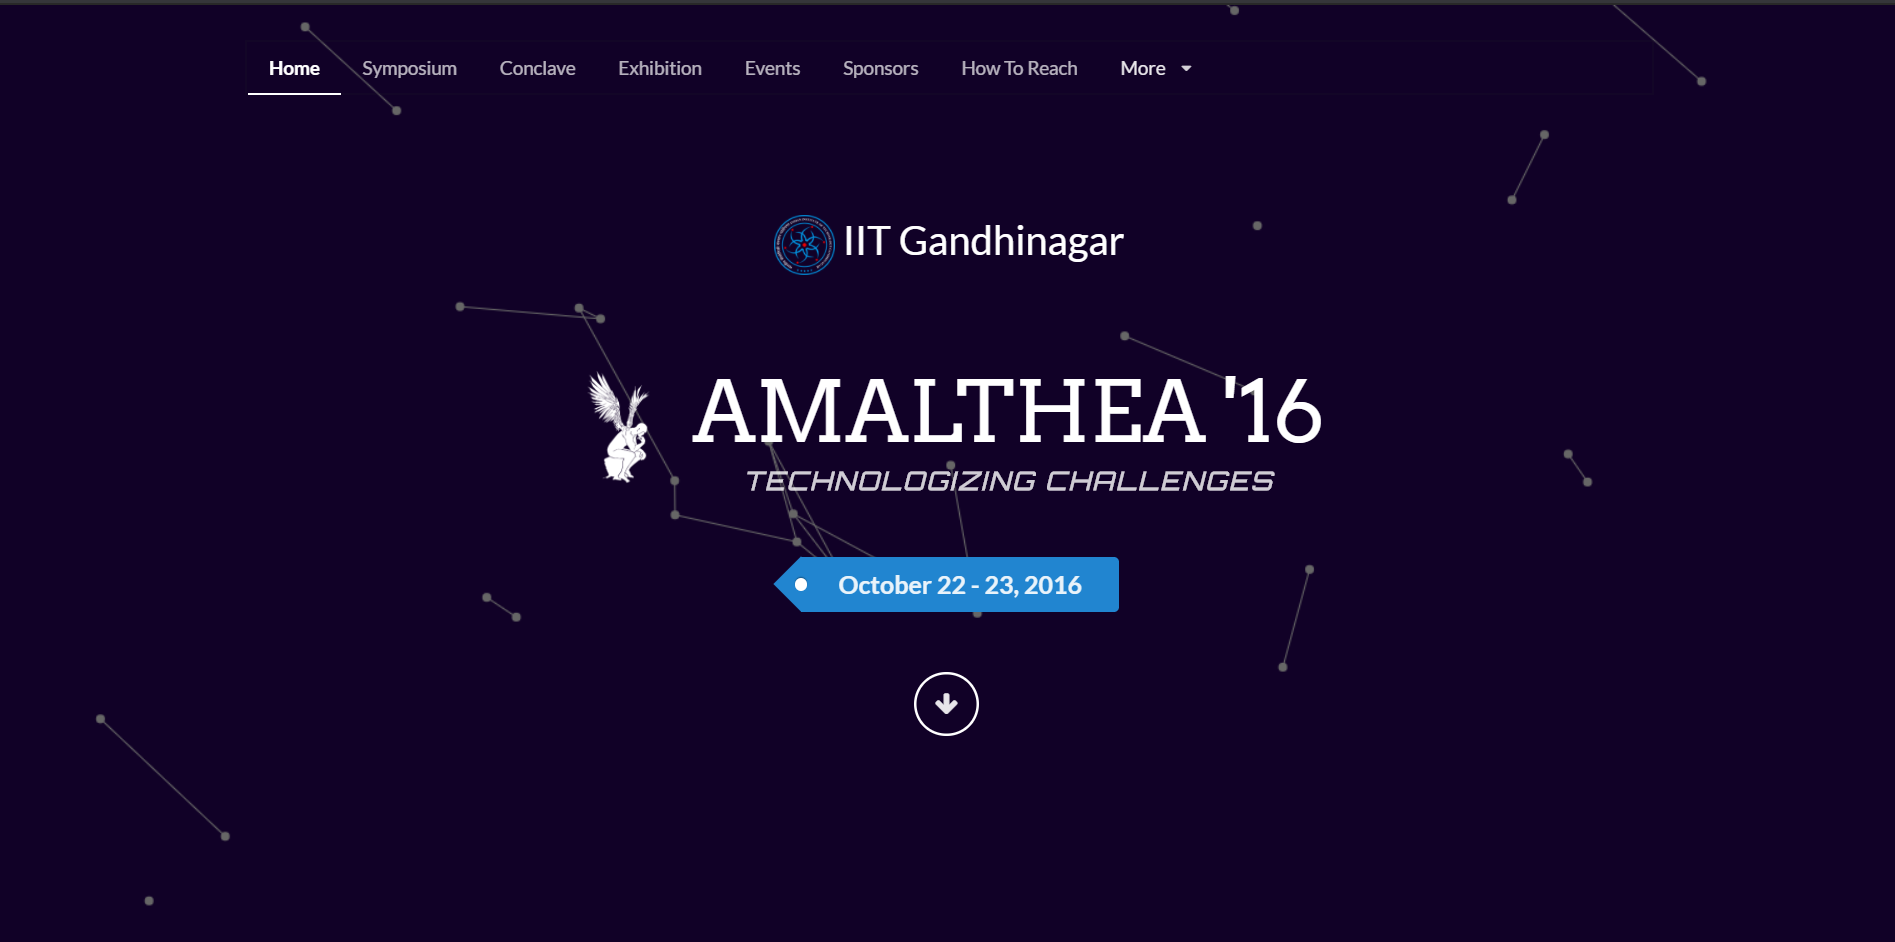 Home Symposium Conclave Exhibition Events Sponsors How To Reach More
IIT Gandhinagar
AMALTHEA '16
TECHNOLOGIZING CHALLENGES
October 22 - 23, 2016